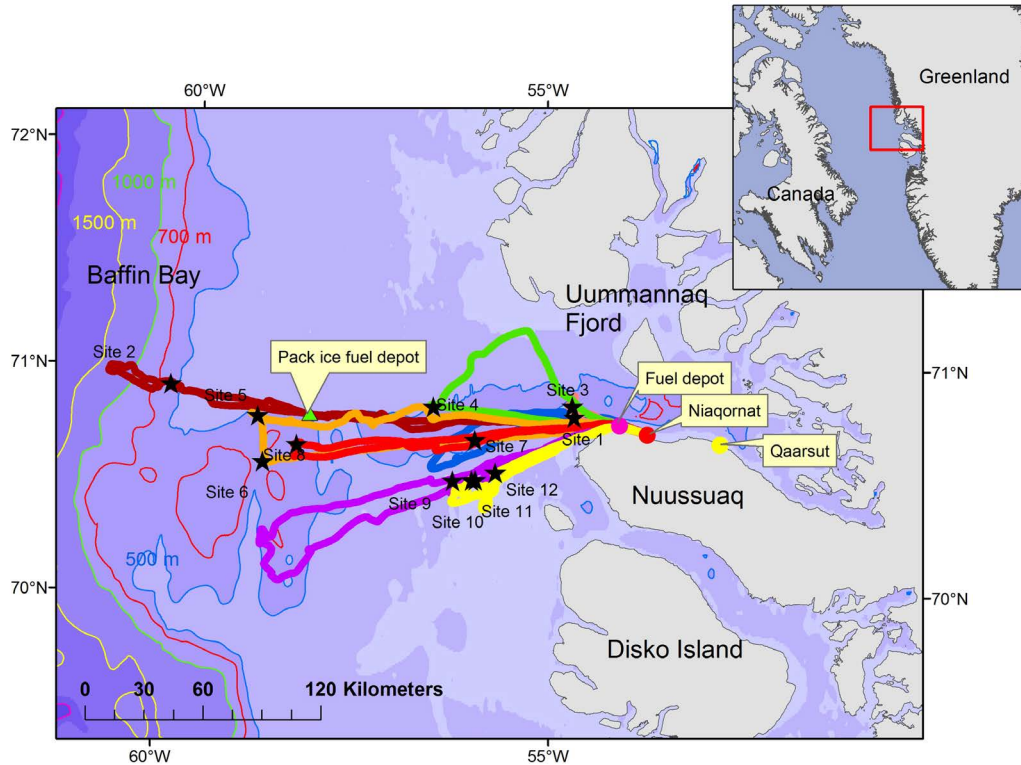 Greenland
Canada
60°W
55°W
72°N
1000 m
1500 m
700 m
Baffin Bay
Uummannaq
Fjord
71°N
71°N
Site 2
Pack ice fuel depot
Site 5
Site 3
Fuel depot
Site 4
Niaqornat
Site 1
Site 7
Qaarsut
Site 8
Site 6
Site 12
Nuussuaq
Site 9
Site 11
Site 10
500 m
70°N
70°N
Disko Island
0 30 60 120 Kilometers
60°W
55°W